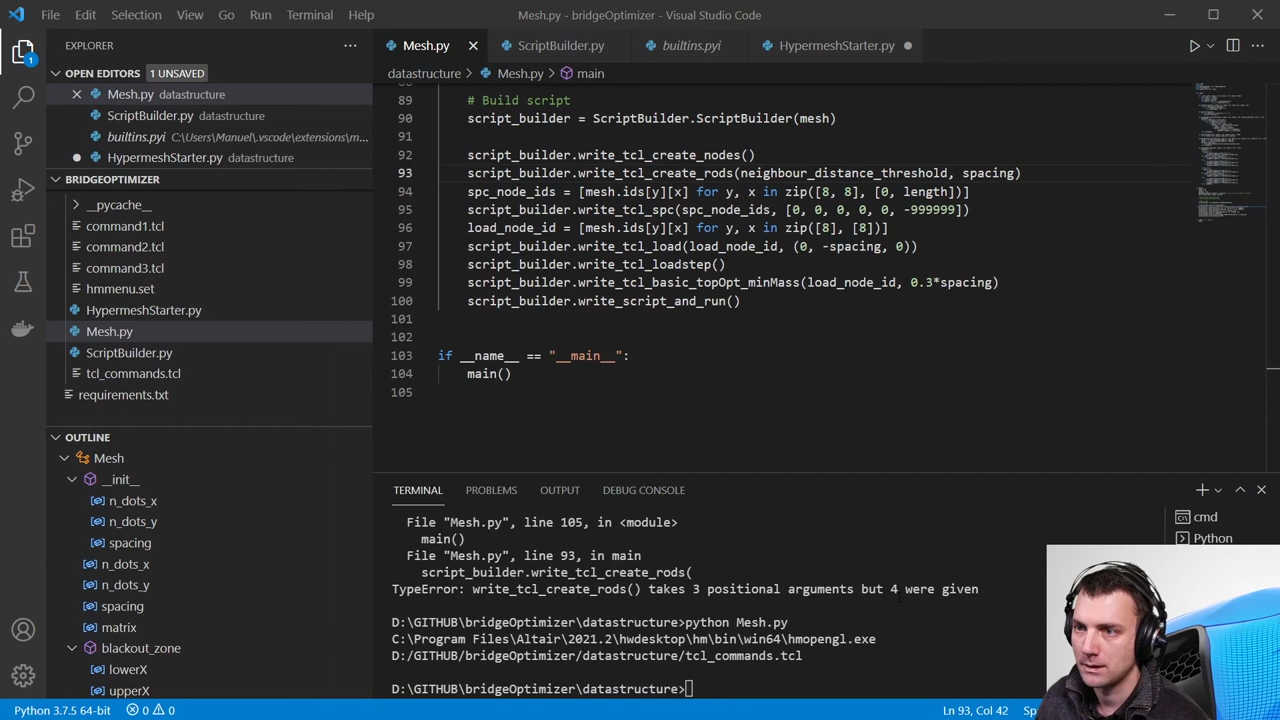 File Edit Selection View Go Run Terminal Help
Mesh.py - bridgeOptimizer - Visual Studio Code
EXPLORER
OPEN EDITORS 1 UNSAVED
Mesh.py datastructure
ScriptBuilder.py datastructure
builtins.pyi C:\Users\Manuel\.vscode\extensions\m...
HypermeshStarter.py datastructure
BRIDGEOPTIMIZER
__pycache__
command1.tcl
command2.tcl
command3.tcl
hmmenu.set
HypermeshStarter.py
Mesh.py
ScriptBuilder.py
tcl_commands.tcl
requirements.txt
OUTLINE
Mesh
__init__
n_dots_x
n_dots_y
spacing
n_dots_x
n_dots_y
spacing
matrix
blackout_zone
lowerX
upperX
1
Mesh.py ScriptBuilder.py builtins.pyi HypermeshStarter.py
datastructure > Mesh.py > main
89 # Build script
90 script_builder = ScriptBuilder.ScriptBuilder(mesh)
91
92 script_builder.write_tcl_create_nodes()
93 script_builder.write_tcl_create_rods(neighbour_distance_threshold, spacing)
94 spc_node_ids = [mesh.ids[y][x] for y, x in zip([8, 8], [0, length])]
95 script_builder.write_tcl_spc(spc_node_ids, [0, 0, 0, 0, 0, -999999])
96 load_node_id = [mesh.ids[y][x] for y, x in zip([8], [8])]
97 script_builder.write_tcl_load(load_node_id, (0, -spacing, 0))
98 script_builder.write_tcl_loadstep()
99 script_builder.write_tcl_basic_topOpt_minMass(load_node_id, 0.3*spacing)
100 script_builder.write_script_and_run()
101
102
103 if __name__ == "__main__":
104 main()
105
TERMINAL PROBLEMS OUTPUT DEBUG CONSOLE
File "Mesh.py", line 105, in <module>
main()
File "Mesh.py", line 93, in main
script_builder.write_tcl_create_rods(
TypeError: write_tcl_create_rods() takes 3 positional arguments but 4 were given
D:\GITHUB\bridgeOptimizer\datastructure>python Mesh.py
C:\Program Files\Altair\2021.2\hwdesktop\hm\bin\win64\hmopengl.exe
D:/GITHUB/bridgeOptimizer/datastructure/tcl_commands.tcl
D:\GITHUB\bridgeOptimizer\datastructure>
cmd
Python
Python 3.7.5 64-bit 0 0
Ln 93, Col 42